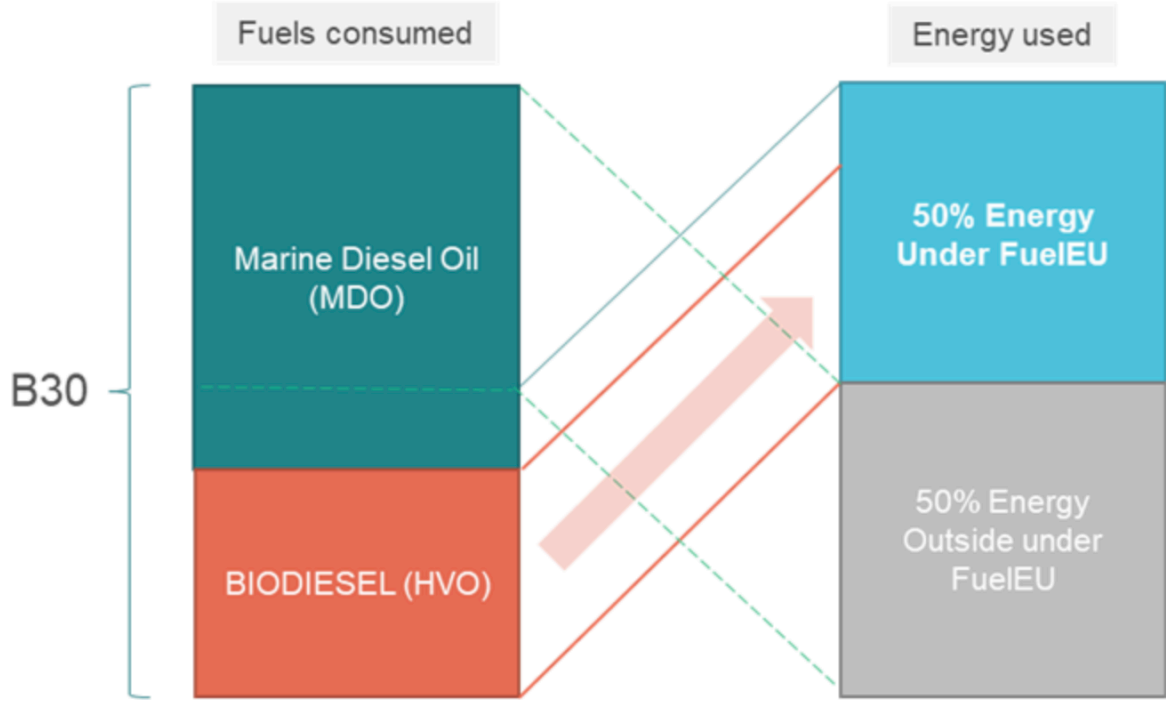 Fuels consumed
Energy used
Marine Diesel Oil
(MDO)
50% Energy
Under FuelEU
B30
BIODIESEL (HVO)
50% Energy
Outside under
FuelEU